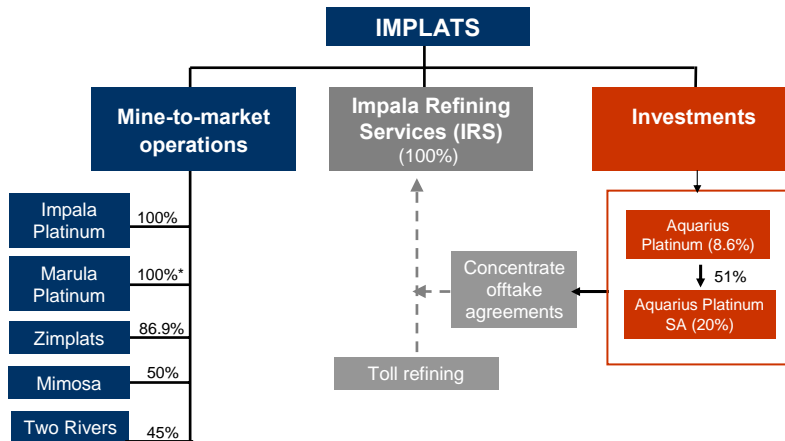 IMPLATS
Mine-to-market
operations
Impala Refining
Services (IRS)
(100%)
Investments
Impala
Platinum
100%
Marula
Platinum
100%*
Zimplats
86.9%
Mimosa
50%
Two Rivers
45%
Concentrate
offtake
agreements
Toll refining
Aquarius
Platinum (8.6%)
51%
Aquarius Platinum
SA (20%)